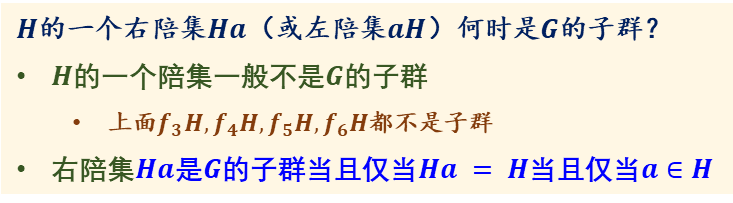 H的一个右陪集Ha（或左陪集aH）何时是G的子群？
• H的一个陪集一般不是G的子群
• 上面f₃H, f₄H, f₅H, f₆H都不是子群
• 右陪集Ha是G的子群当且仅当Ha = H当且仅当a ∈ H